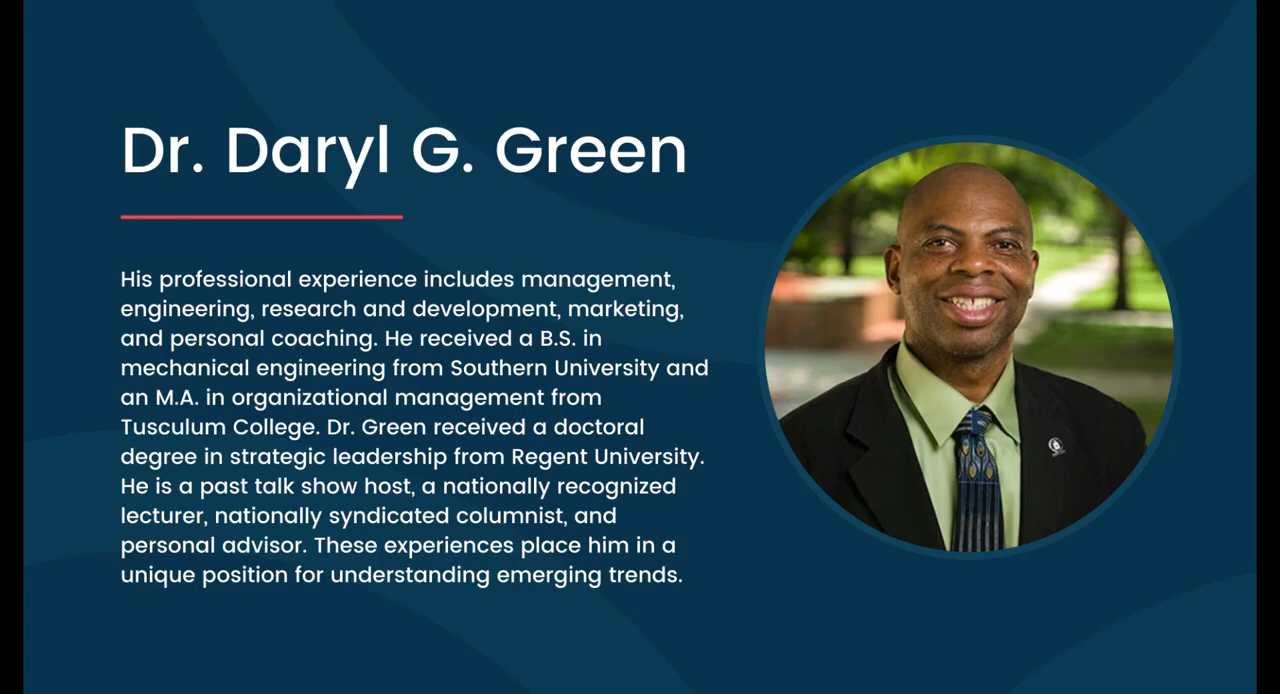 Dr. Daryl G. Green
His professional experience includes management,
engineering, research and development, marketing,
and personal coaching. He received a B.S. in
mechanical engineering from Southern University and
an M.A. in organizational management from
Tusculum College. Dr. Green received a doctoral
degree in strategic leadership from Regent University.
He is a past talk show host, a nationally recognized
lecturer, nationally syndicated columnist, and
personal advisor. These experiences place him in a
unique position for understanding emerging trends.